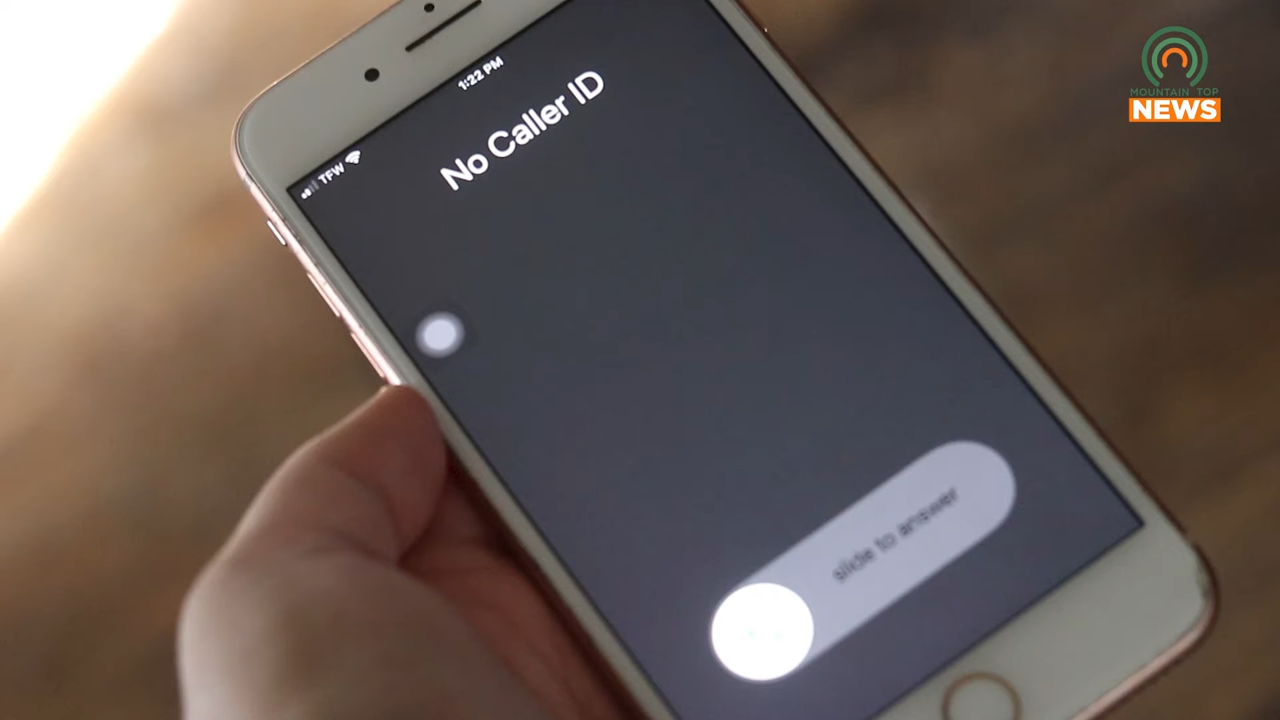 1:22 PM
TFW
No Caller ID
slide to answer
MOUNTAIN TOP
NEWS